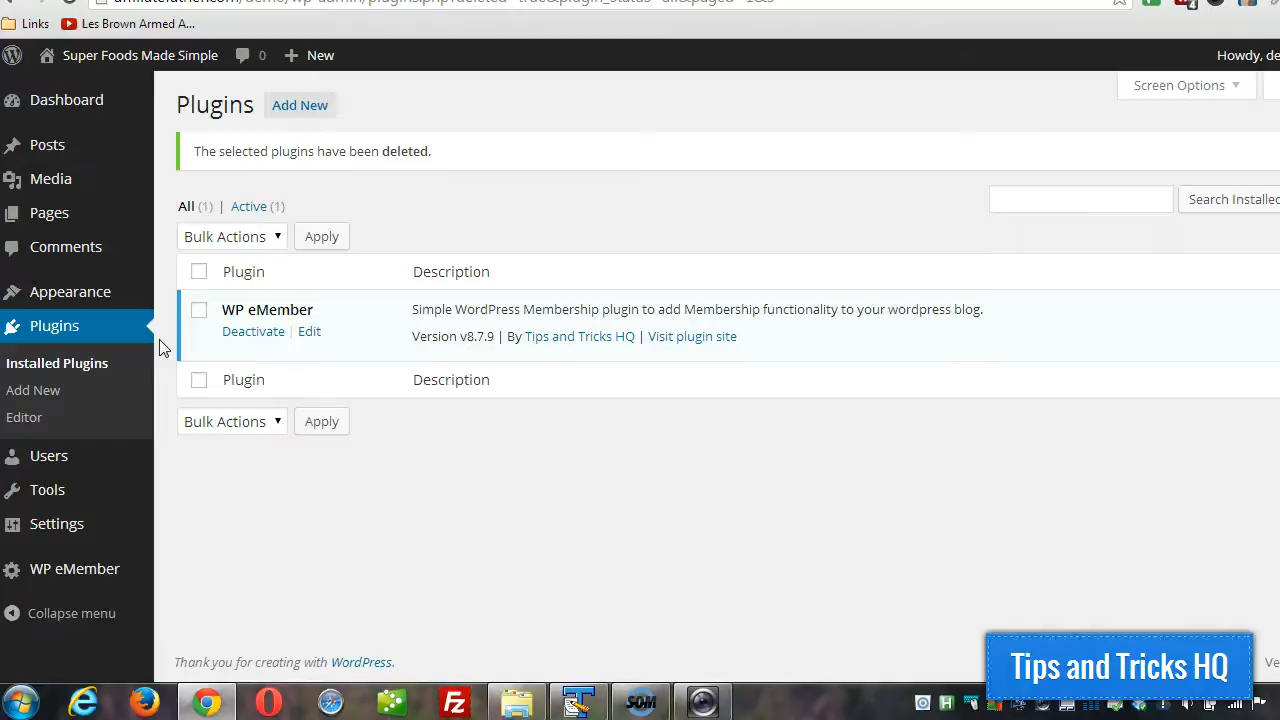 Links
Les Brown Armed A...
Super Foods Made Simple 0 New Howdy, de
Dashboard
Posts
Media
Pages
Comments
Appearance
Plugins
Installed Plugins
Add New
Editor
Users
Tools
Settings
WP eMember
Collapse menu
Plugins Add New
Screen Options
The selected plugins have been deleted.
All (1) | Active (1)
Search Installed
Bulk Actions Apply
Plugin Description
WP eMember Simple WordPress Membership plugin to add Membership functionality to your wordpress blog.
Deactivate | Edit Version v8.7.9 | By Tips and Tricks HQ | Visit plugin site
Plugin Description
Bulk Actions Apply
Thank you for creating with WordPress.
Ve
Tips and Tricks HQ
SOM